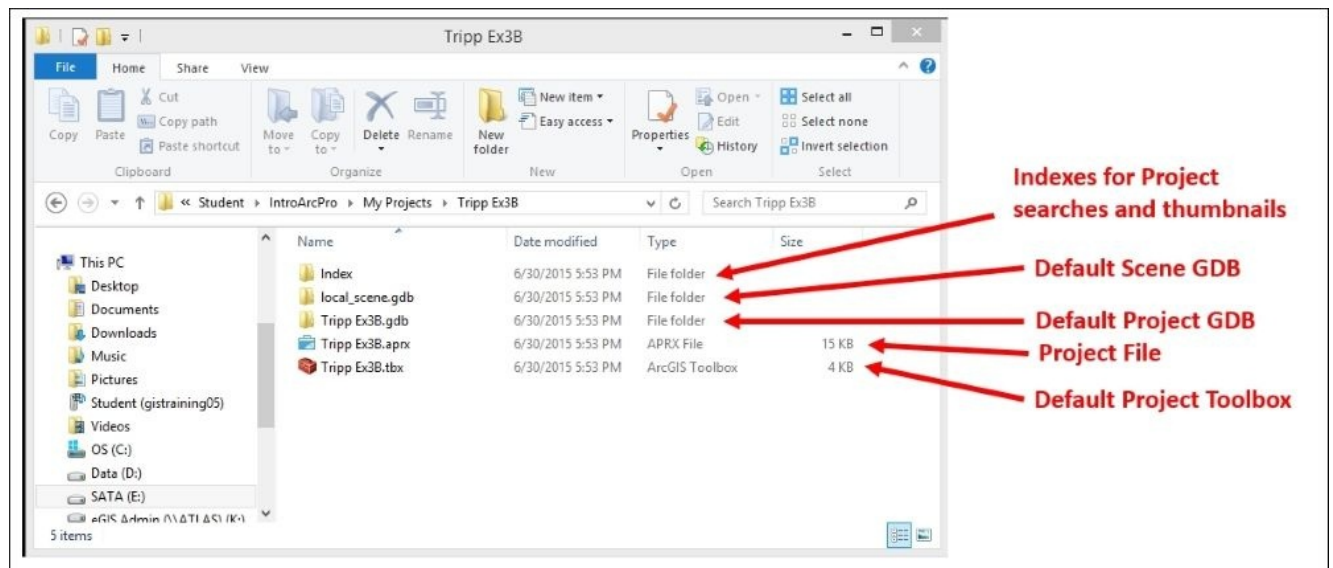 Tripp Ex3B
File Home Share View
Copy
Paste
Cut
Copy path
Paste shortcut
Clipboard
Move to
Copy to
Delete
Rename
Organize
New folder
New item
Easy access
New
Properties
Open
Edit
History
Open
Select all
Select none
Invert selection
Select
« Student IntroArcPro My Projects Tripp Ex3B
Search Tripp Ex3B
This PC
Desktop
Documents
Downloads
Music
Pictures
Student (gistraining05)
Videos
OS (C:)
Data (D:)
SATA (E:)
eGIS Admin (\\ATLAS) (K:)
Name Date modified Type Size
Index 6/30/2015 5:53 PM File folder
local_scene.gdb 6/30/2015 5:53 PM File folder
Tripp Ex3B.gdb 6/30/2015 5:53 PM File folder
Tripp Ex3B.aprx 6/30/2015 5:53 PM APRX File 15 KB
Tripp Ex3B.tbx 6/30/2015 5:53 PM ArcGIS Toolbox 4 KB
5 items
Indexes for Project
searches and thumbnails
Default Scene GDB
Default Project GDB
Project File
Default Project Toolbox